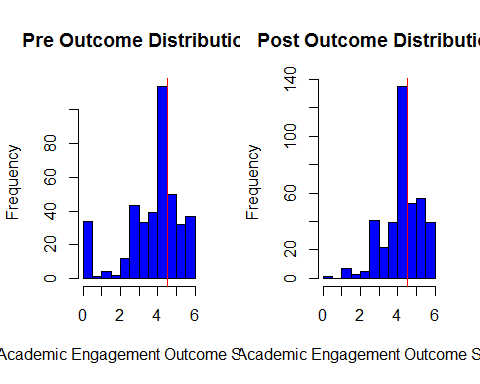 Pre Outcome Distributio
Post Outcome Distributi
Frequency
0 20 40 60 80
0 2 4 6
Academic Engagement Outcome S
Frequency
0 20 60 100 140
0 2 4 6
Academic Engagement Outcome S